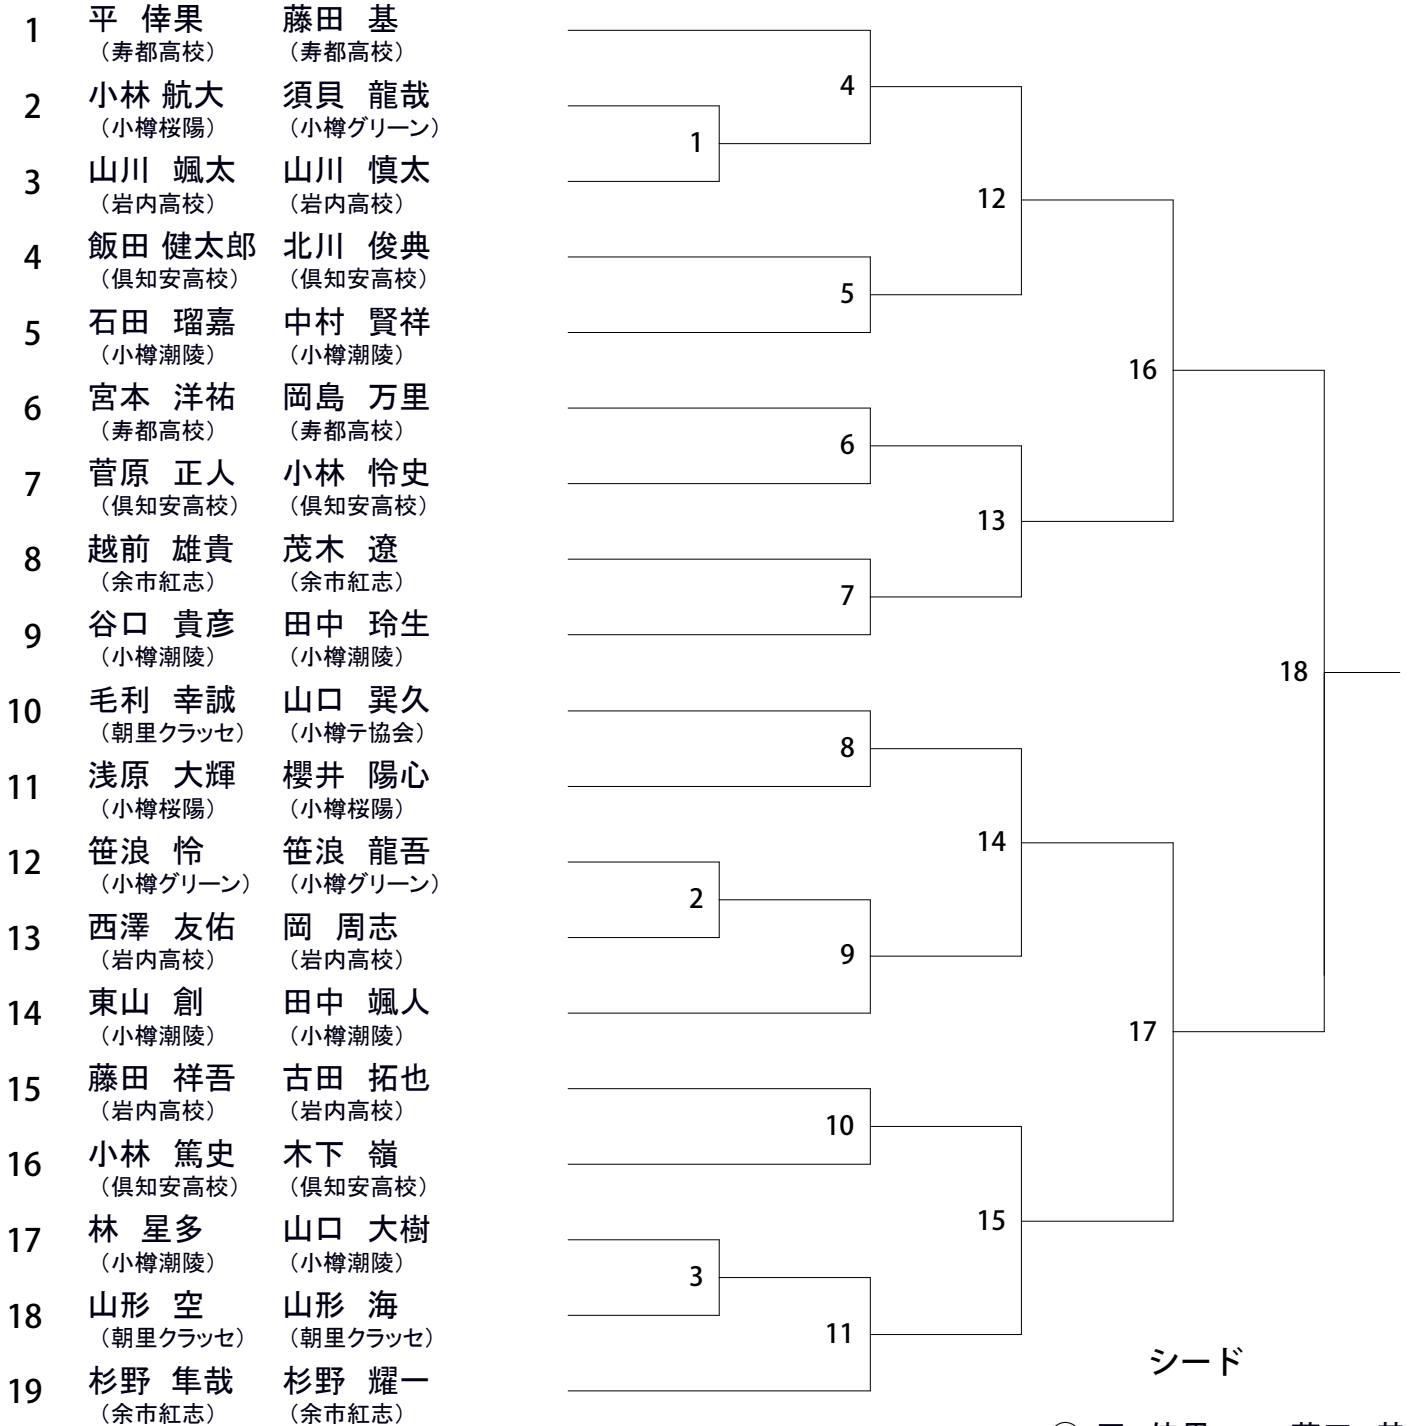 1 平 倖果 藤田 基
（寿都高校） （寿都高校）
2 小林 航大 須貝 龍哉
（小樽桜陽） （小樽グリーン）
3 山川 颯太 山川 慎太
（岩内高校） （岩内高校）
4 飯田 健太郎 北川 俊典
（倶知安高校） （倶知安高校）
5 石田 瑠嘉 中村 賢祥
（小樽潮陵） （小樽潮陵）
6 宮本 洋祐 岡島 万里
（寿都高校） （寿都高校）
7 菅原 正人 小林 怜史
（倶知安高校） （倶知安高校）
8 越前 雄貴 茂木 遼
（余市紅志） （余市紅志）
9 谷口 貴彦 田中 玲生
（小樽潮陵） （小樽潮陵）
10 毛利 幸誠 山口 巽久
（朝里クラッセ） （小樽テ協会）
11 浅原 大輝 櫻井 陽心
（小樽桜陽） （小樽桜陽）
12 笹浪 怜 笹浪 龍吾
（小樽グリーン） （小樽グリーン）
13 西澤 友佑 岡 周志
（岩内高校） （岩内高校）
14 東山 創 田中 颯人
（小樽潮陵） （小樽潮陵）
15 藤田 祥吾 古田 拓也
（岩内高校） （岩内高校）
16 小林 篤史 木下 嶺
（倶知安高校） （倶知安高校）
17 林 星多 山口 大樹
（小樽潮陵） （小樽潮陵）
18 山形 空 山形 海
（朝里クラッセ） （朝里クラッセ）
19 杉野 隼哉 杉野 耀一
（余市紅志） （余市紅志）
1
2
3
4
5
6
7
8
9
10
11
12
13
14
15
16
17
18
シード